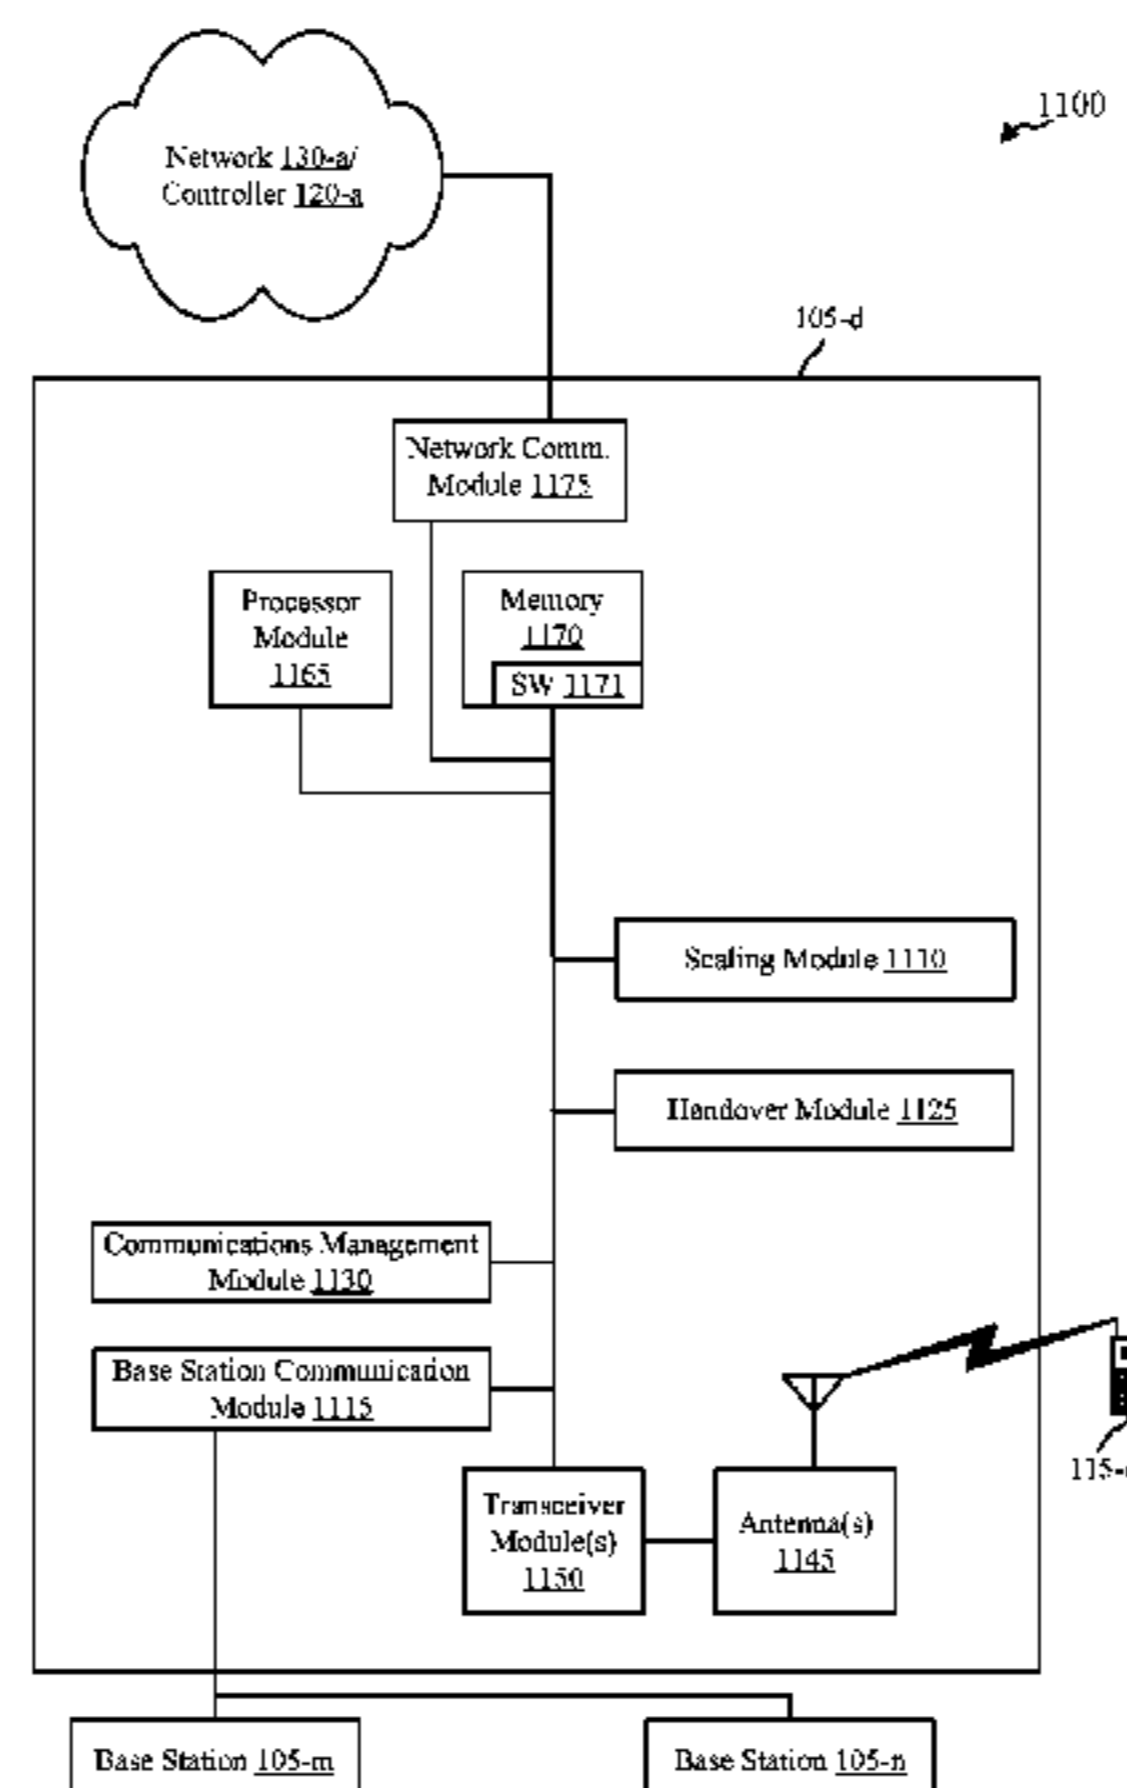 1100
Network 130-a/
Controller 120-a
105-d
Network Comm.
Module 1175
Processor
Module
1165
Memory
1170
SW 1171
Scaling Module 1110
Handover Module 1125
Communications Management
Module 1130
Base Station Communication
Module 1115
Transceiver
Module(s)
1150
Antenna(s)
1145
Base Station 105-m
Base Station 105-n